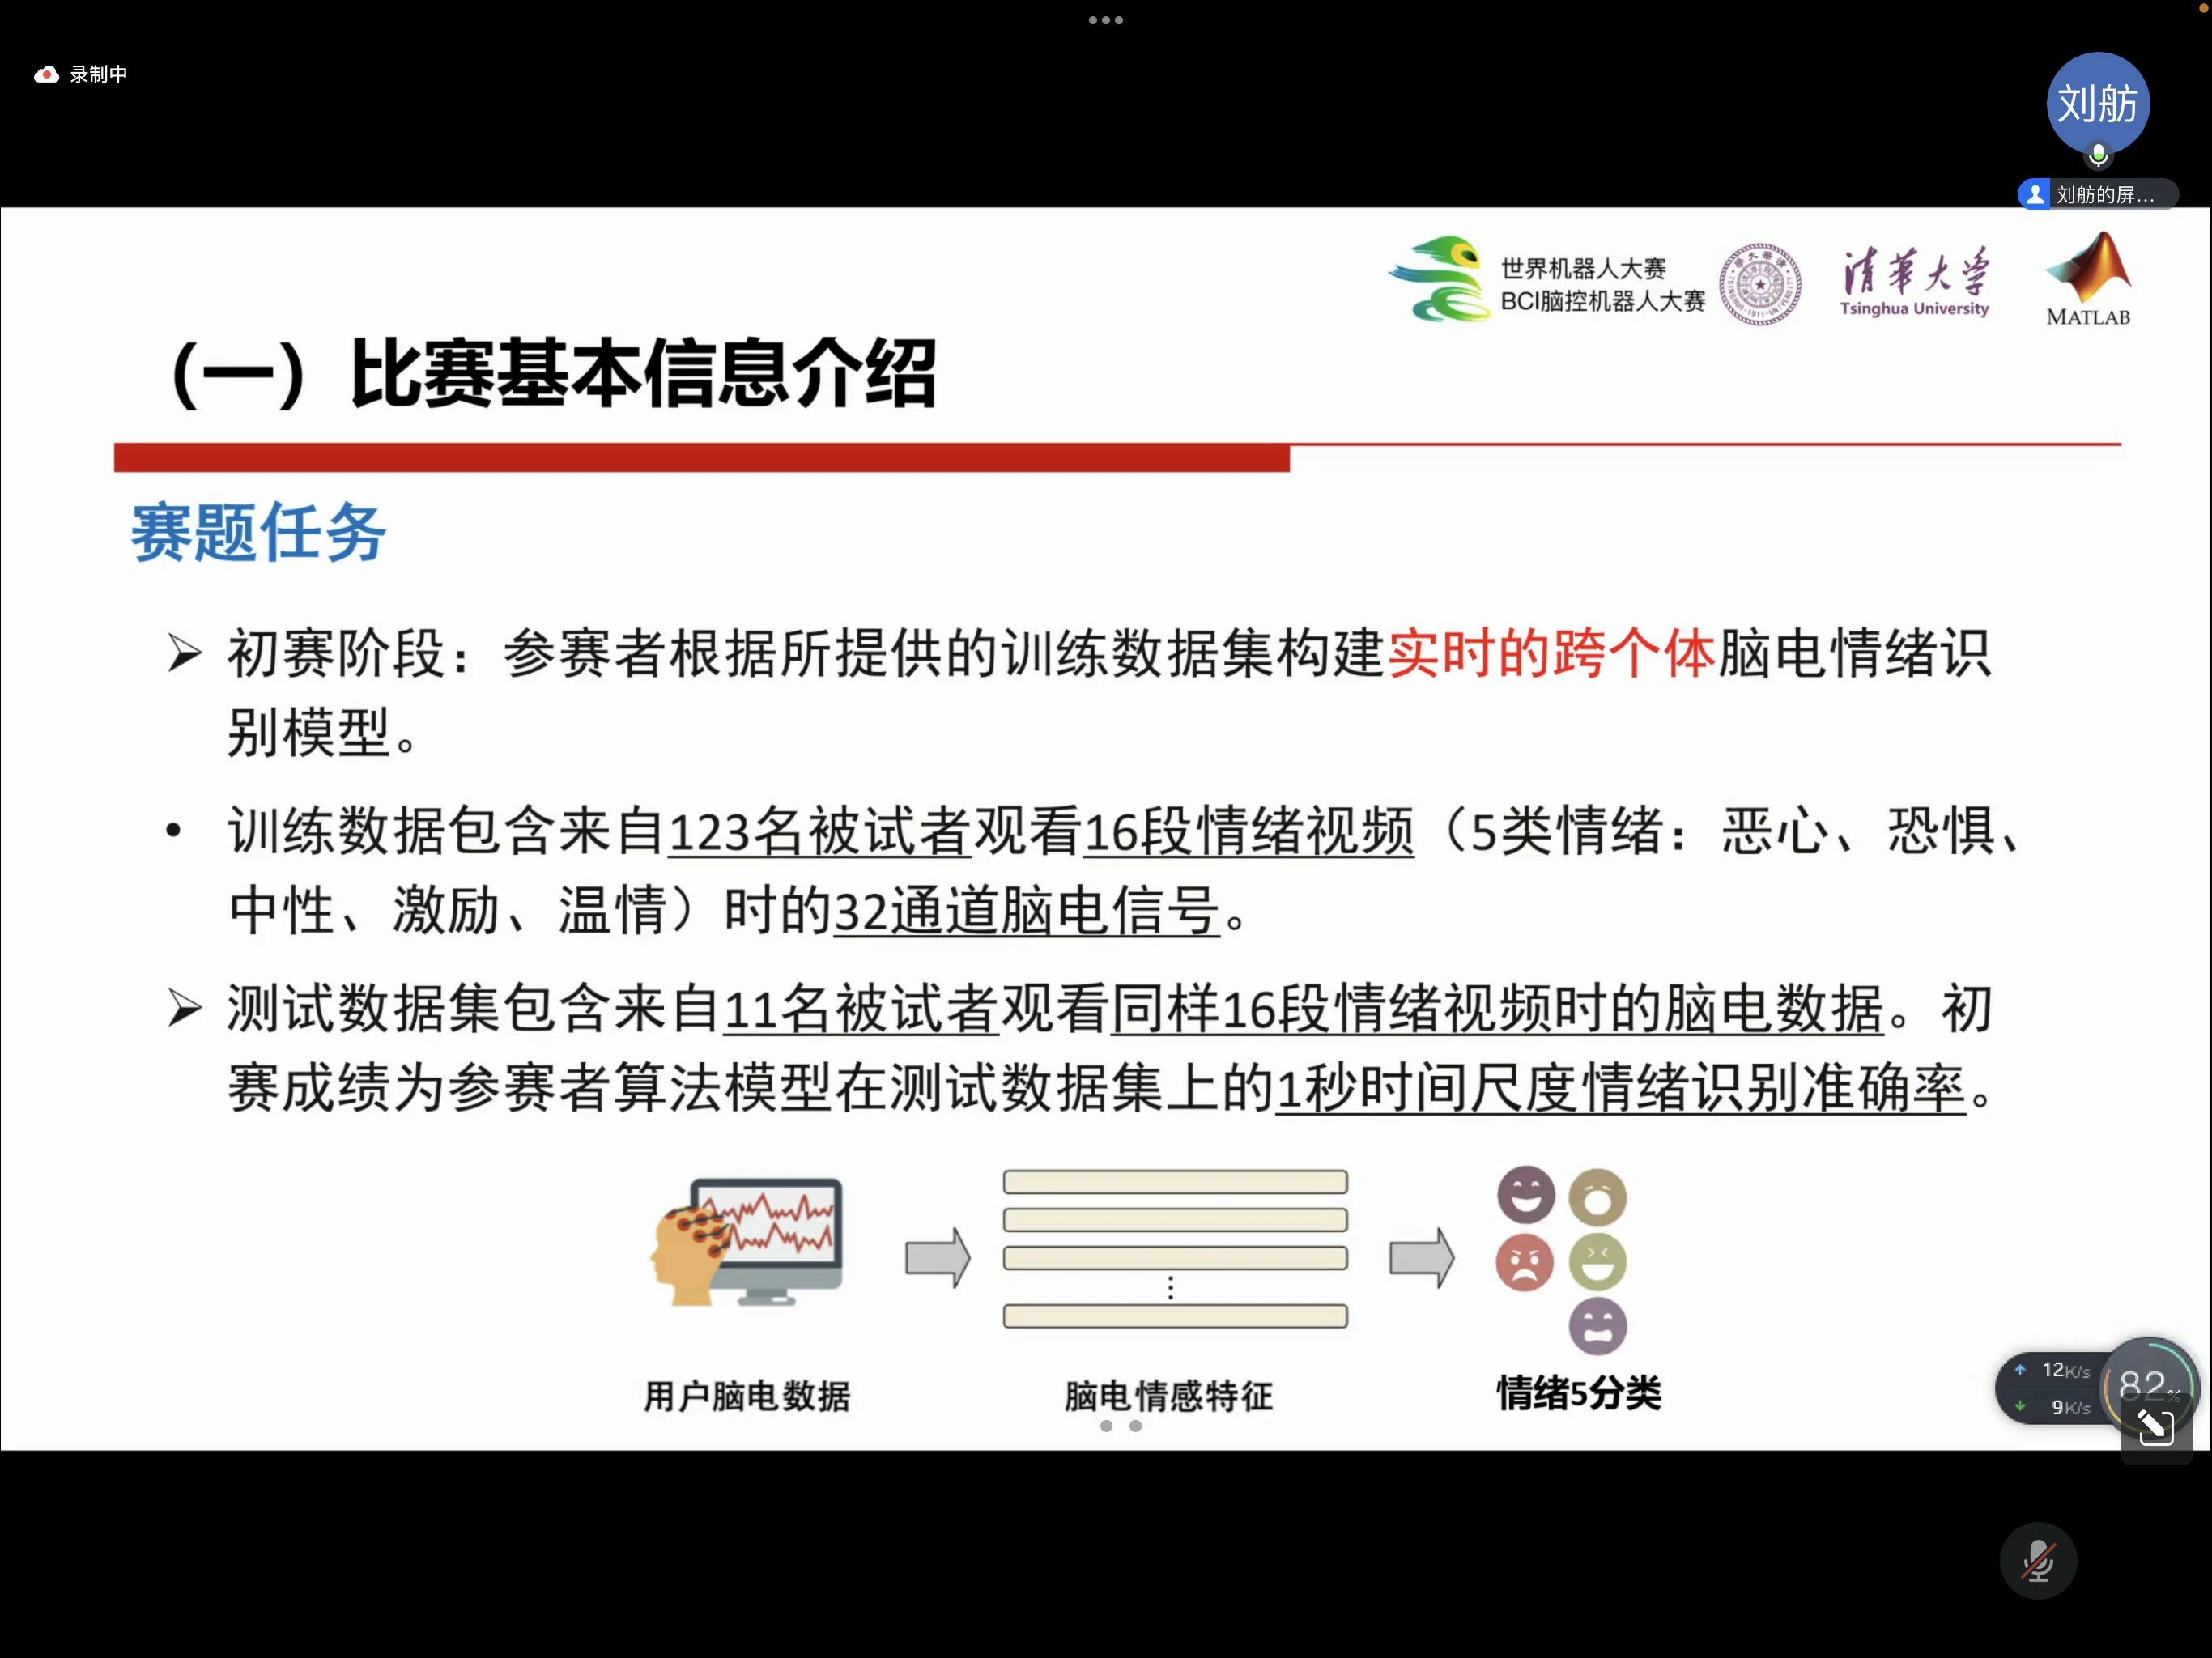 录制中
刘舫
刘舫的屏...
世界机器人大赛
BCI脑控机器人大赛
清华大学
Tsinghua University
MATLAB
（一）比赛基本信息介绍
赛题任务
➢ 初赛阶段：参赛者根据所提供的训练数据集构建实时的跨个体脑电情绪识
别模型。
• 训练数据包含来自123名被试者观看16段情绪视频（5类情绪：恶心、恐惧、
中性、激励、温情）时的32通道脑电信号。
➢ 测试数据集包含来自11名被试者观看同样16段情绪视频时的脑电数据。初
赛成绩为参赛者算法模型在测试数据集上的1秒时间尺度情绪识别准确率。
用户脑电数据
脑电情感特征
情绪5分类
12K/s
9K/s
82%